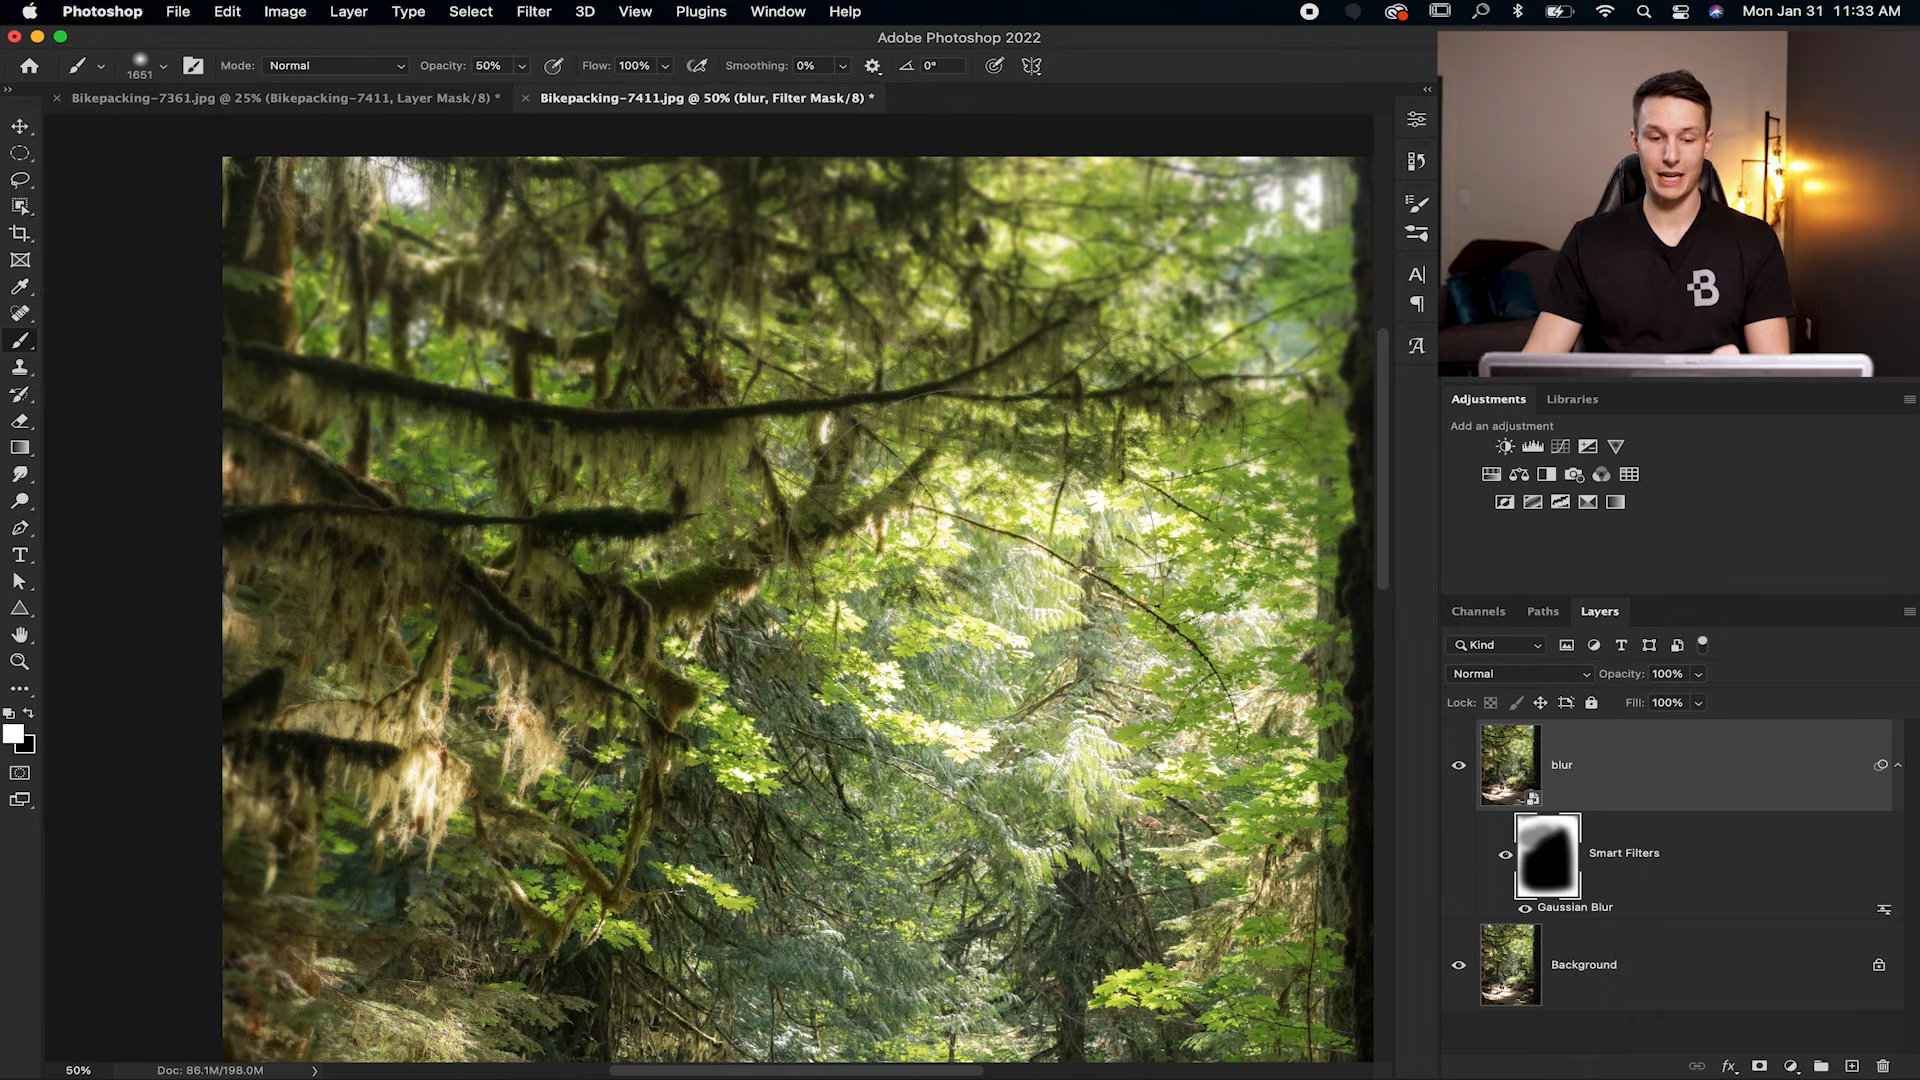 Photoshop File Edit Image Layer Type Select Filter 3D View Plugins Window Help Mon Jan 31 11:33 AM
Adobe Photoshop 2022
1651 Mode: Normal Opacity: 50% Flow: 100% Smoothing: 0% 0°
Bikepacking-7361.jpg @ 25% (Bikepacking-7411, Layer Mask/8) *
Bikepacking-7411.jpg @ 50% (blur, Filter Mask/8) *
B
Adjustments Libraries
Add an adjustment
Channels Paths Layers
Kind
Normal Opacity: 100%
Lock: Fill: 100%
blur
Smart Filters
Gaussian Blur
Background
50% Doc: 86.1M/198.0M